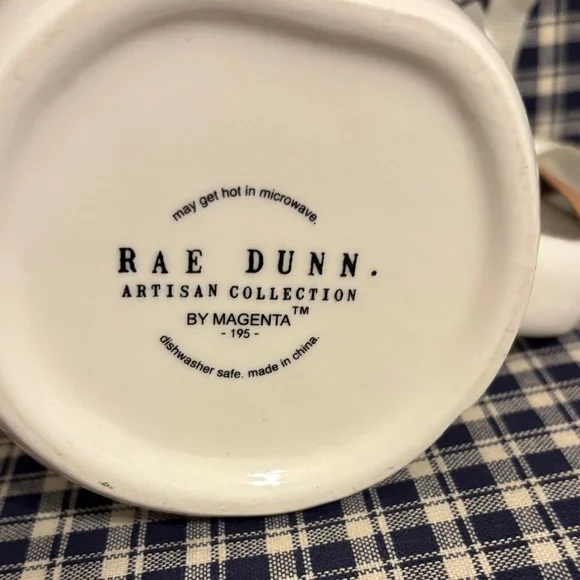 may get hot in microwave.
RAE DUNN.
ARTISAN COLLECTION
BY MAGENTA™
- 195 -
dishwasher safe. made in china.